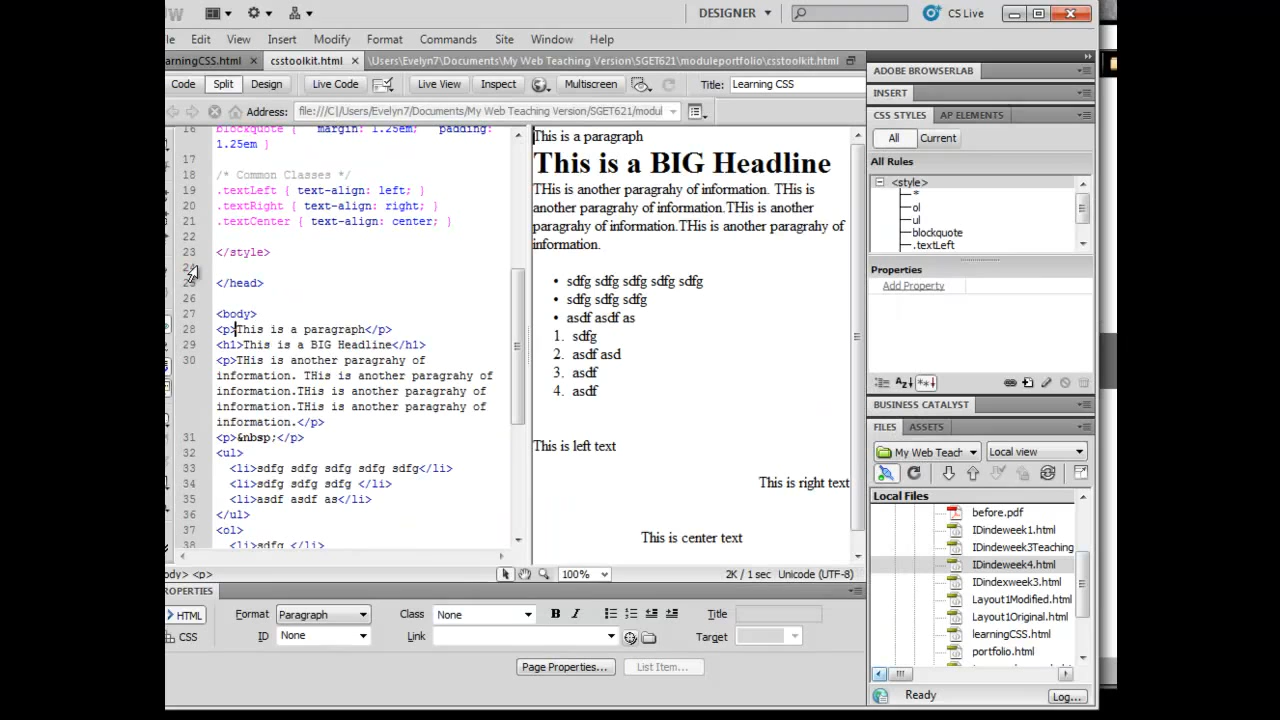 W
DESIGNER
CS Live
le Edit View Insert Format Modify Commands Site Window Help
arningCSS.html × csstoolkit.html × \Users\Evelyn7\Documents\My Web Teaching Version\SGET621\moduleportfolio\csstoolkit.html
Code Split Design Live Code Live View Inspect Multiscreen Title: Learning CSS
Address: file:///C|/Users/Evelyn7/Documents/My Web Teaching Version/SGET621/modul
16 blockquote { margin: 1.25em; padding:
1.25em }
17
18 /* Common Classes */
19 .textLeft { text-align: left; }
20 .textRight { text-align: right; }
21 .textCenter { text-align: center; }
22
23 </style>
24
25 </head>
26
27 <body>
28 <p>This is a paragraph</p>
29 <h1>This is a BIG Headline</h1>
30 <p>THis is another paragrahy of
information. THis is another paragrahy of
information.THis is another paragrahy of
information.THis is another paragrahy of
information.</p>
31 <p>&nbsp;</p>
32 <ul>
33 <li>sdfg sdfg sdfg sdfg sdfg</li>
34 <li>sdfg sdfg sdfg </li>
35 <li>asdf asdf as</li>
36 </ul>
37 <ol>
38 <li>sdfg </li>
This is a paragraph
This is a BIG Headline
THis is another paragrahy of information. THis is
another paragrahy of information.THis is another
paragrahy of information.THis is another paragrahy of
information.
• sdfg sdfg sdfg sdfg sdfg
• sdfg sdfg sdfg
• asdf asdf as
1. sdfg
2. asdf asd
3. asdf
4. asdf
This is left text
This is right text
This is center text
ody> <p>
100%
2K / 1 sec Unicode (UTF-8)
ROPERTIES
HTML Format Paragraph Class None B I Title
CSS ID None Link Target
Page Properties... List Item...
ADOBE BROWSERLAB
INSERT
CSS STYLES AP ELEMENTS
All Current
All Rules
<style>
*
ol
ul
blockquote
.textLeft
Properties
Add Property
BUSINESS CATALYST
FILES ASSETS
My Web Teach Local view
Local Files
before.pdf
IDindeweek1.html
IDindeweek3Teaching
IDindeweek4.html
IDindexweek3.html
Layout1Modified.html
Layout1Original.html
learningCSS.html
portfolio.html
Ready Log...